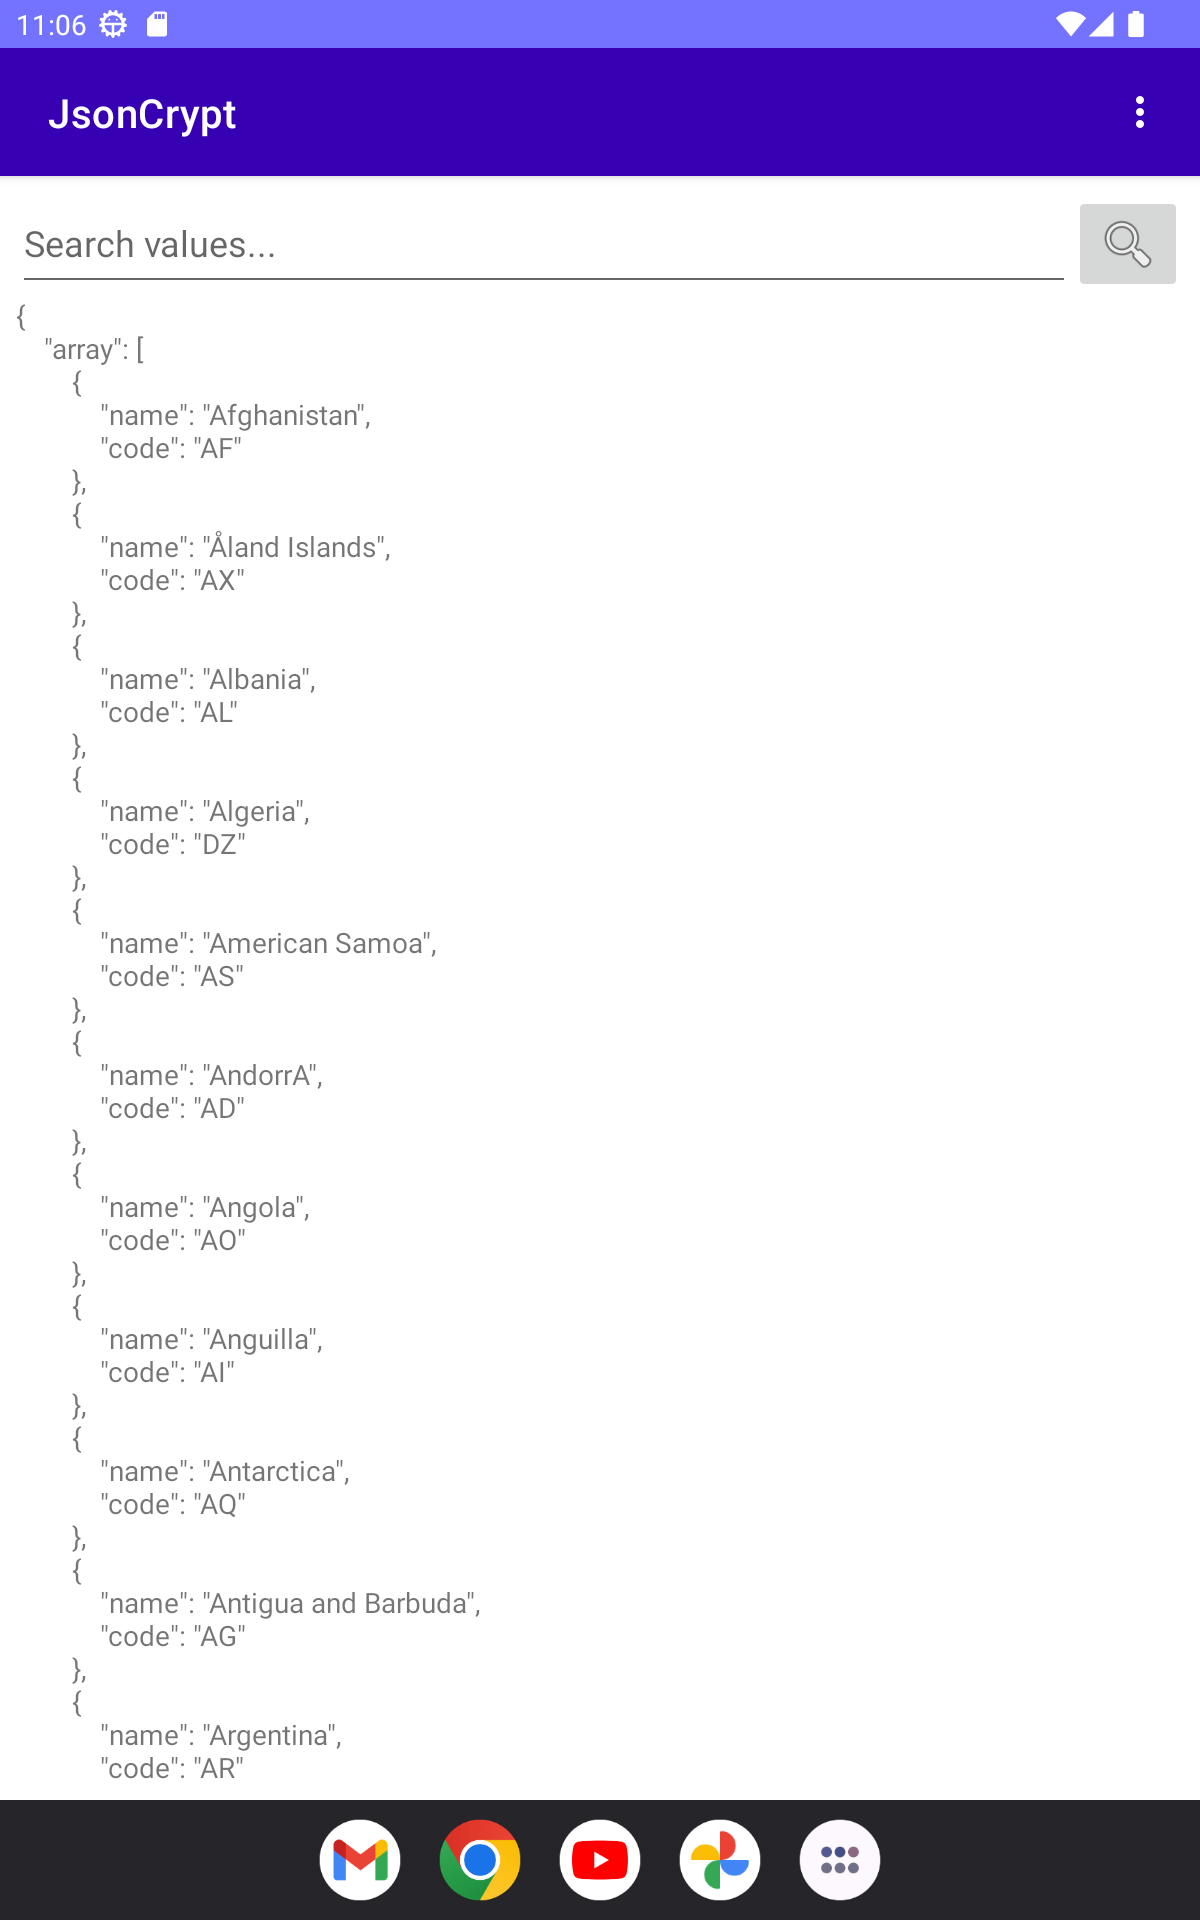 11:06
JsonCrypt
Search values...
{
    "array": [
        {
            "name": "Afghanistan",
            "code": "AF"
        },
        {
            "name": "Åland Islands",
            "code": "AX"
        },
        {
            "name": "Albania",
            "code": "AL"
        },
        {
            "name": "Algeria",
            "code": "DZ"
        },
        {
            "name": "American Samoa",
            "code": "AS"
        },
        {
            "name": "AndorrA",
            "code": "AD"
        },
        {
            "name": "Angola",
            "code": "AO"
        },
        {
            "name": "Anguilla",
            "code": "AI"
        },
        {
            "name": "Antarctica",
            "code": "AQ"
        },
        {
            "name": "Antigua and Barbuda",
            "code": "AG"
        },
        {
            "name": "Argentina",
            "code": "AR"